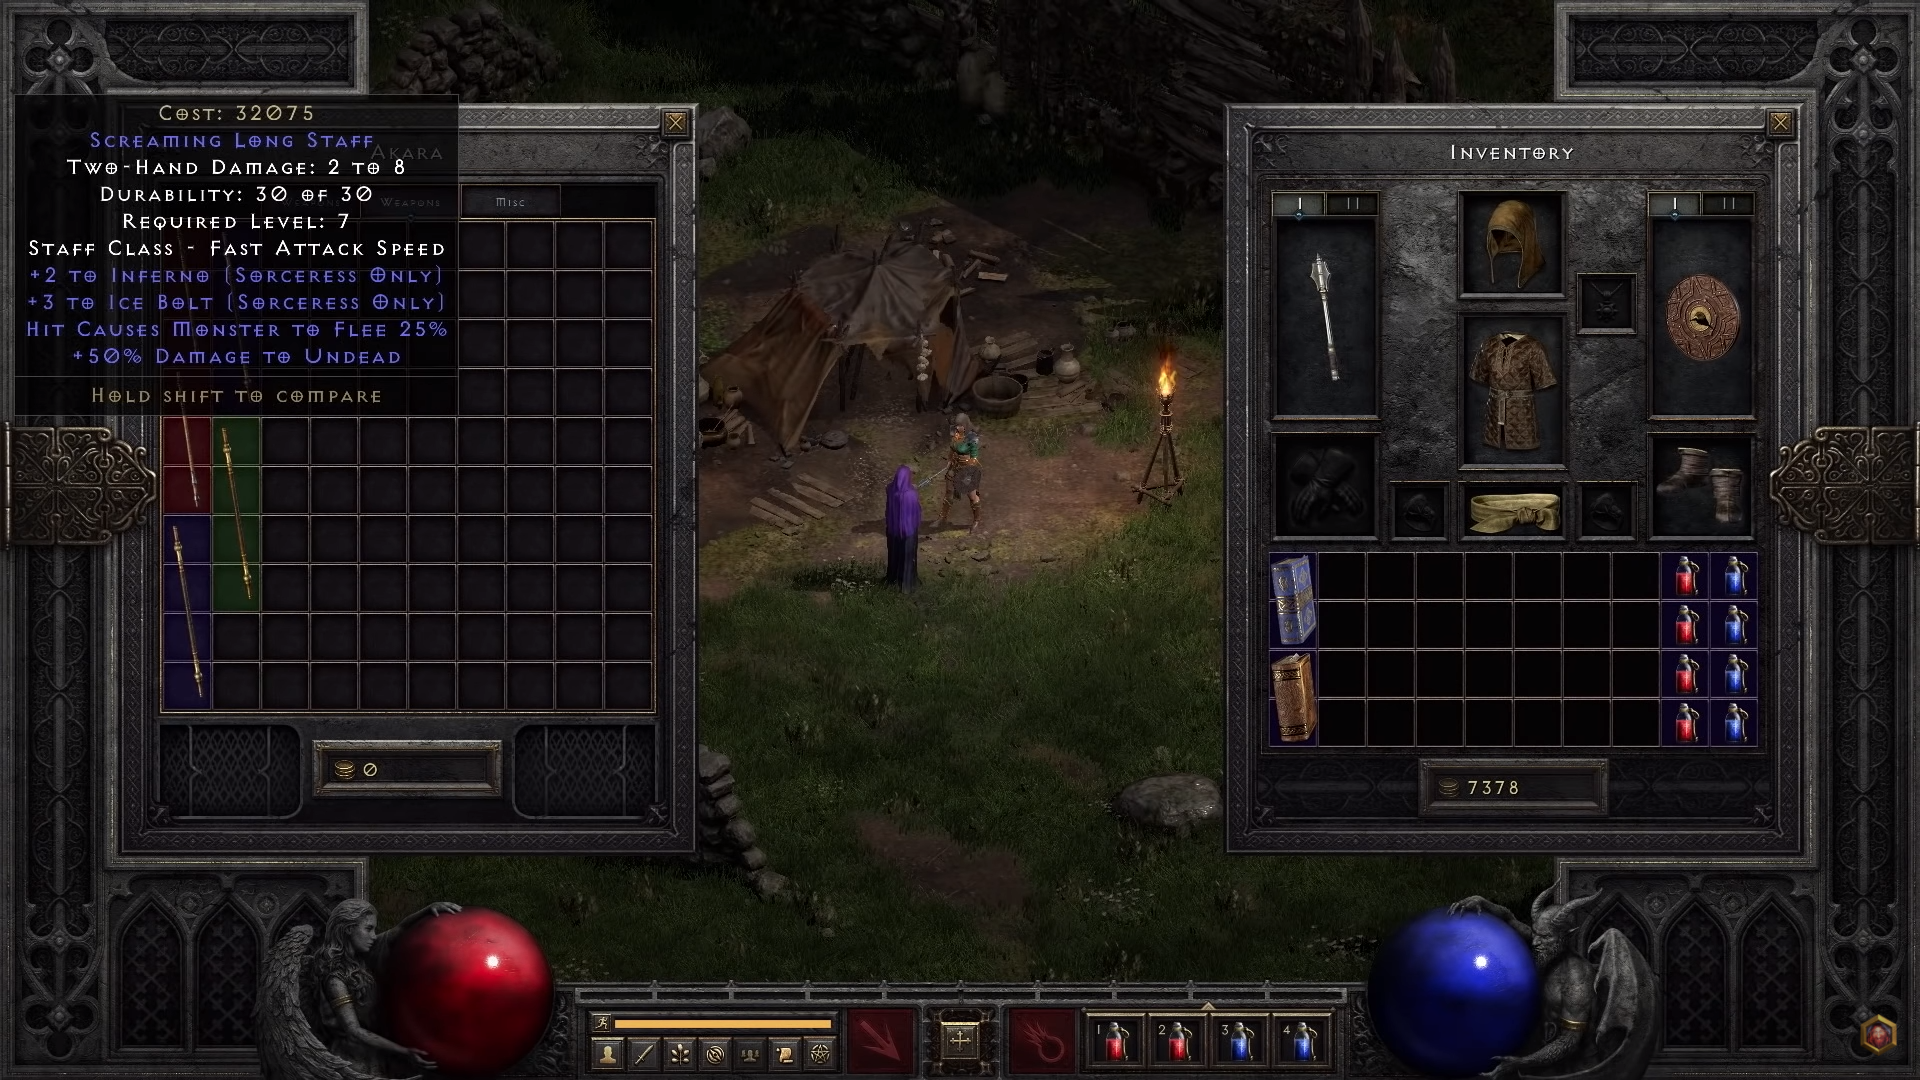 Cost: 32075
Screaming Long Staff
Akara
Two-Hand Damage: 2 to 8
Durability: 30 of 30
Weapons
Misc
Required Level: 7
Staff Class - Fast Attack Speed
+2 to Inferno (Sorceress Only)
+3 to Ice Bolt (Sorceress Only)
Hit Causes Monster to Flee 25%
+50% Damage to Undead
Hold Shift to Compare
0
Inventory
I
II
I
II
7378
1
2
3
4